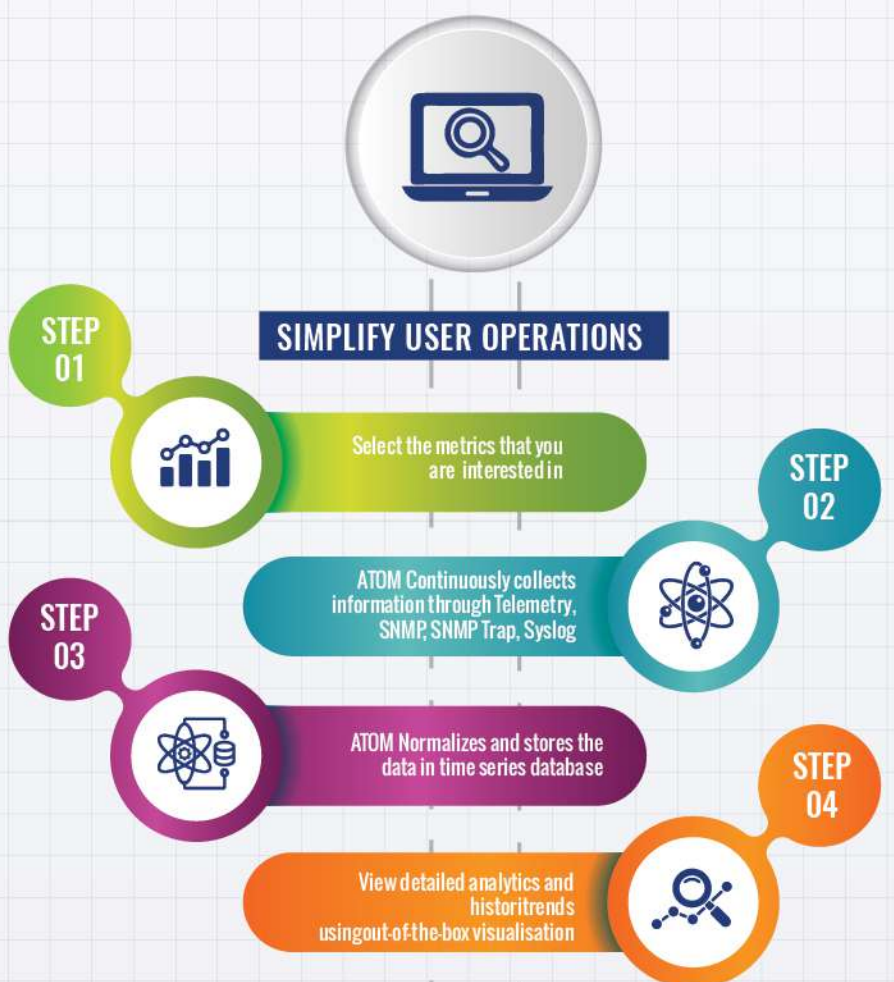 SIMPLIFY USER OPERATIONS
STEP
01
Select the metrics that you
are interested in
STEP
02
ATOM Continuously collects
information through Telemetry,
SNMP, SNMP Trap, Syslog
STEP
03
ATOM Normalizes and stores the
data in time series database
STEP
04
View detailed analytics and
historitrends
usingout-of-the-box visualisation